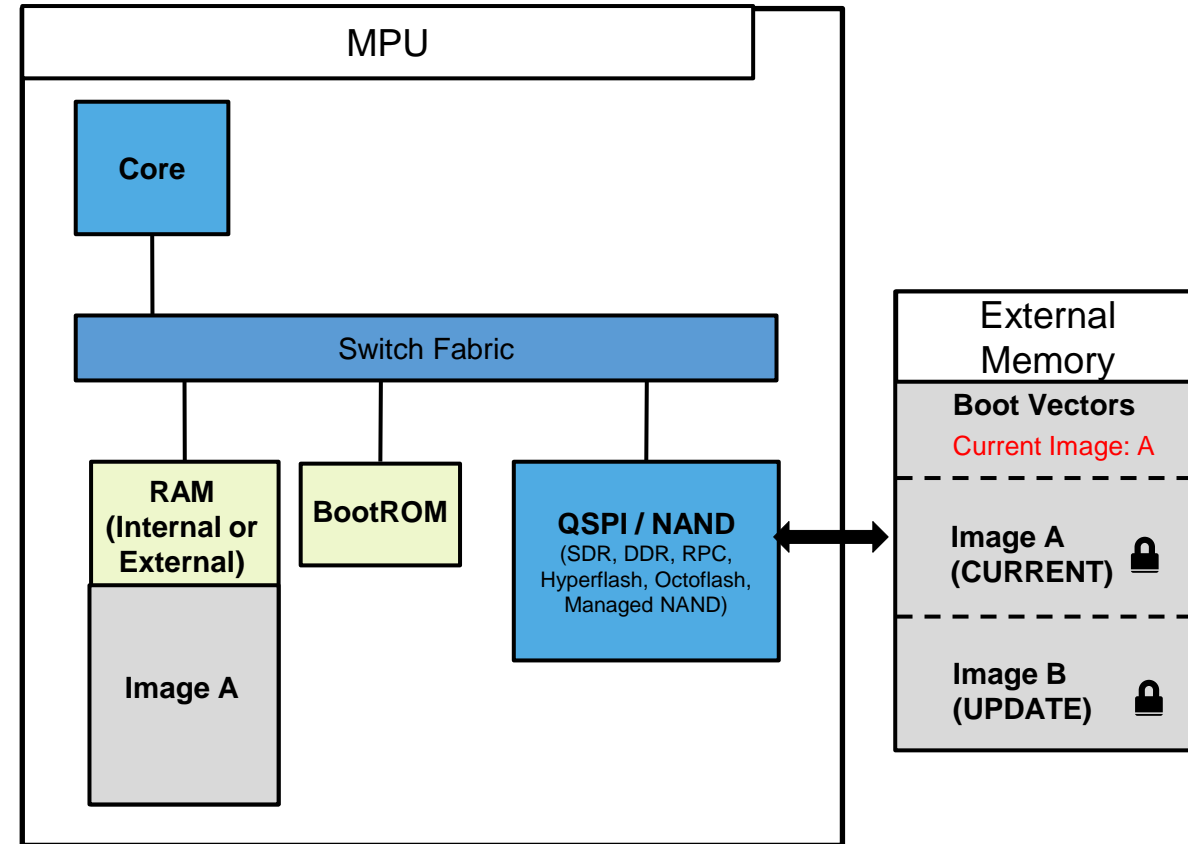 MPU
Core
Switch Fabric
RAM
(Internal or
External)
Image A
BootROM
QSPI / NAND
(SDR, DDR, RPC,
Hyperflash, Octoflash,
Managed NAND)
External
Memory
Boot Vectors
Current Image: A
Image A
(CURRENT)
Image B
(UPDATE)